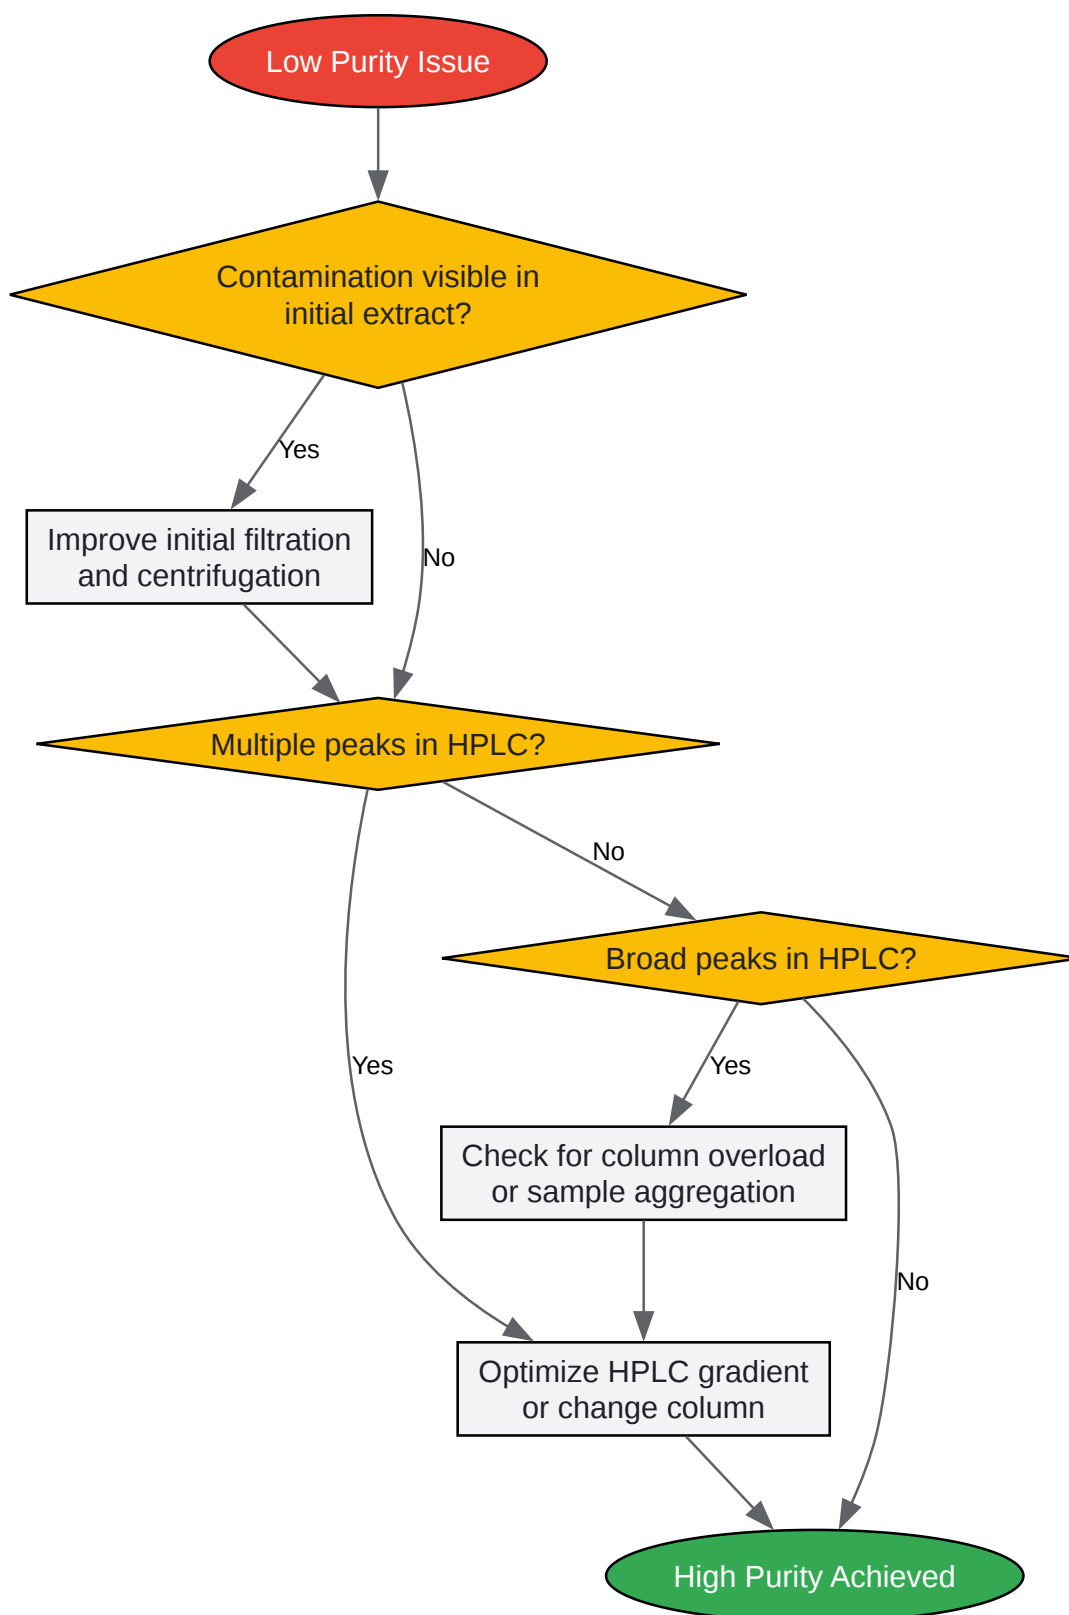 Low Purity Issue
Contamination visible in
initial extract?
Yes
No
Improve initial filtration
and centrifugation
Multiple peaks in HPLC?
No
Broad peaks in HPLC?
Yes
Yes
Check for column overload
or sample aggregation
No
Optimize HPLC gradient
or change column
High Purity Achieved